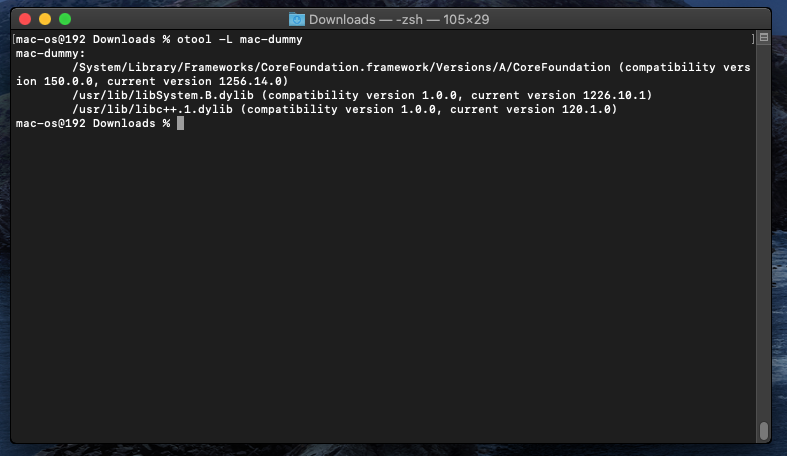 Downloads — -zsh — 105×29
[mac-os@192 Downloads % otool -L mac-dummy ]
mac-dummy:
/System/Library/Frameworks/CoreFoundation.framework/Versions/A/CoreFoundation (compatibility vers
ion 150.0.0, current version 1256.14.0)
/usr/lib/libSystem.B.dylib (compatibility version 1.0.0, current version 1226.10.1)
/usr/lib/libc++.1.dylib (compatibility version 1.0.0, current version 120.1.0)
mac-os@192 Downloads %